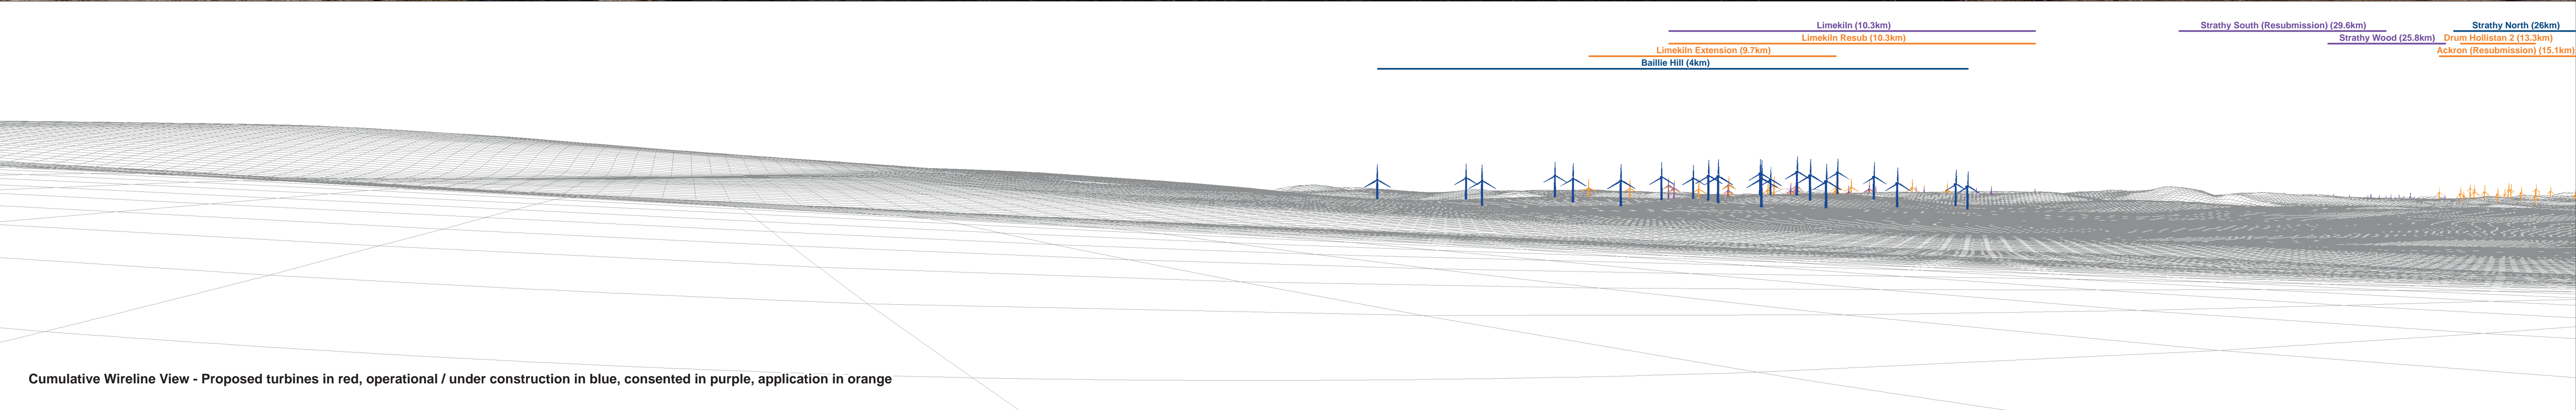 Limekiln (10.3km)
Strathy South (Resubmission) (29.6km)
Strathy North (26km)
Limekiln Resub (10.3km)
Strathy Wood (25.8km)
Drum Hollistan 2 (13.3km)
Limekiln Extension (9.7km)
Ackron (Resubmission) (15.1km)
Baillie Hill (4km)
Cumulative Wireline View - Proposed turbines in red, operational / under construction in blue, consented in purple, application in orange